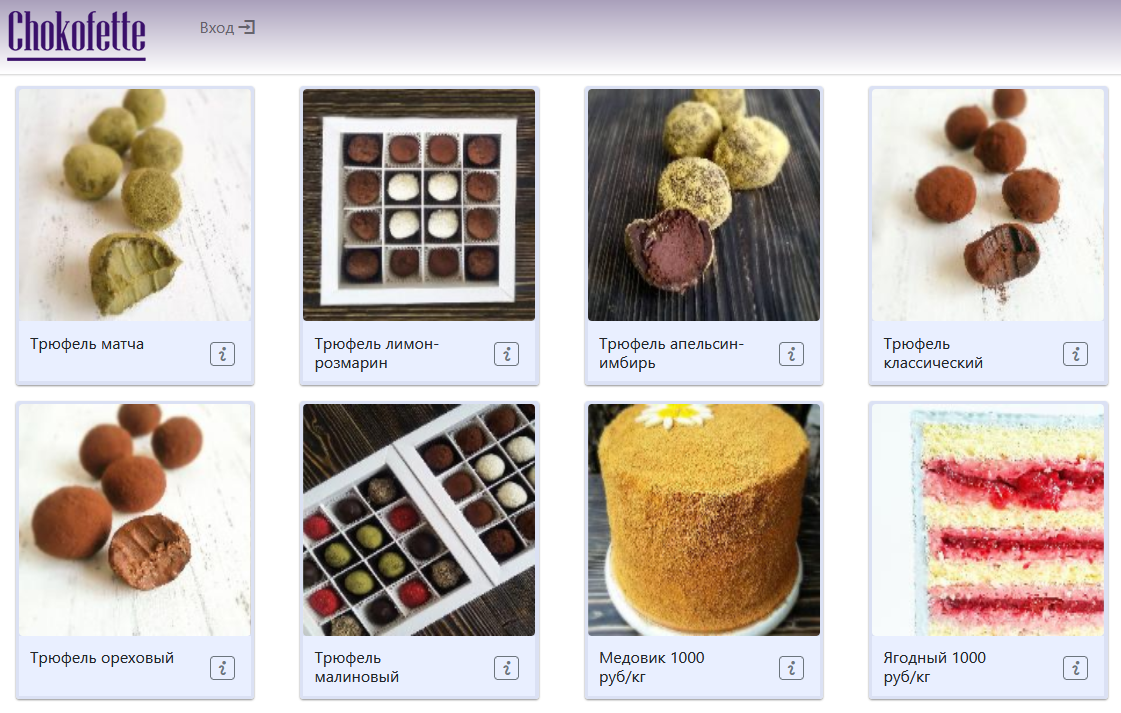 Chokofette
Вход
Трюфель матча
Трюфель лимон-
розмарин
Трюфель апельсин-
имбирь
Трюфель
классический
Трюфель ореховый
Трюфель
малиновый
Медовик 1000
руб/кг
Ягодный 1000
руб/кг